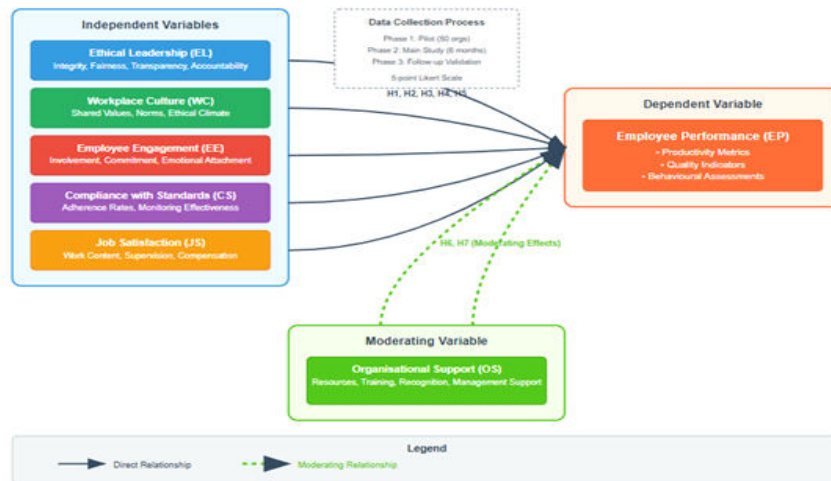 Independent Variables
Ethical Leadership (EL)
Integrity, Fairness, Transparency, Accountability
Workplace Culture (WC)
Shared Values, Norms, Ethical Climate
Employee Engagement (EE)
Involvement, Commitment, Emotional Attachment
Compliance with Standards (CS)
Adherence Rates, Monitoring Effectiveness
Job Satisfaction (JS)
Work Content, Supervision, Compensation
Data Collection Process
Phase 1: Pilot (50 orgs)
Phase 2: Main Study (6 months)
Phase 3: Follow-up Validation
5-point Likert Scale
H1, H2, H3, H4, H5
Dependent Variable
Employee Performance (EP)
• Productivity Metrics
• Quality Indicators
• Behavioural Assessments
H6, H7 (Moderating Effects)
Moderating Variable
Organisational Support (OS)
Resources, Training, Recognition, Management Support
Legend
Direct Relationship
Moderating Relationship